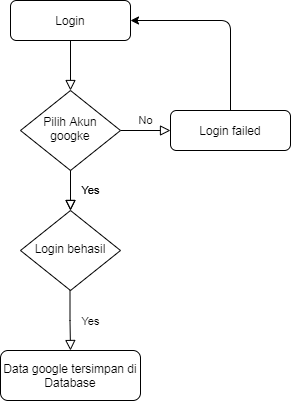 Login
Pilih Akun
googke
No
Login failed
Yes
Login behasil
Yes
Data google tersimpan di
Database